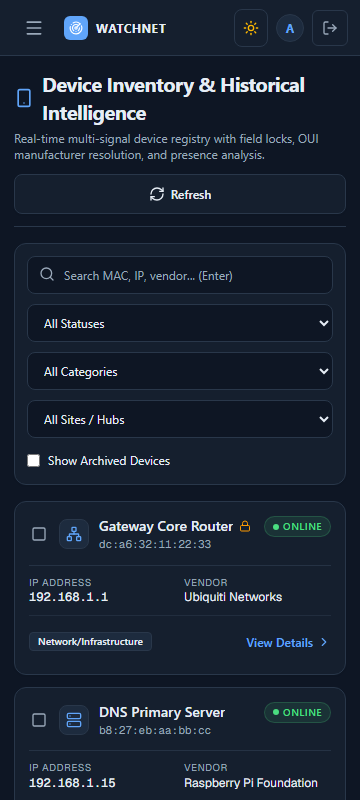 WATCHNET
A
Device Inventory & Historical
Intelligence
Real-time multi-signal device registry with field locks, OUI
manufacturer resolution, and presence analysis.
Refresh
Search MAC, IP, vendor... (Enter)
All Statuses
All Categories
All Sites / Hubs
Show Archived Devices
Gateway Core Router
ONLINE
dc:a6:32:11:22:33
IP ADDRESS VENDOR
192.168.1.1 Ubiquiti Networks
Network/Infrastructure View Details
DNS Primary Server
ONLINE
b8:27:eb:aa:bb:cc
IP ADDRESS VENDOR
192.168.1.15 Raspberry Pi Foundation